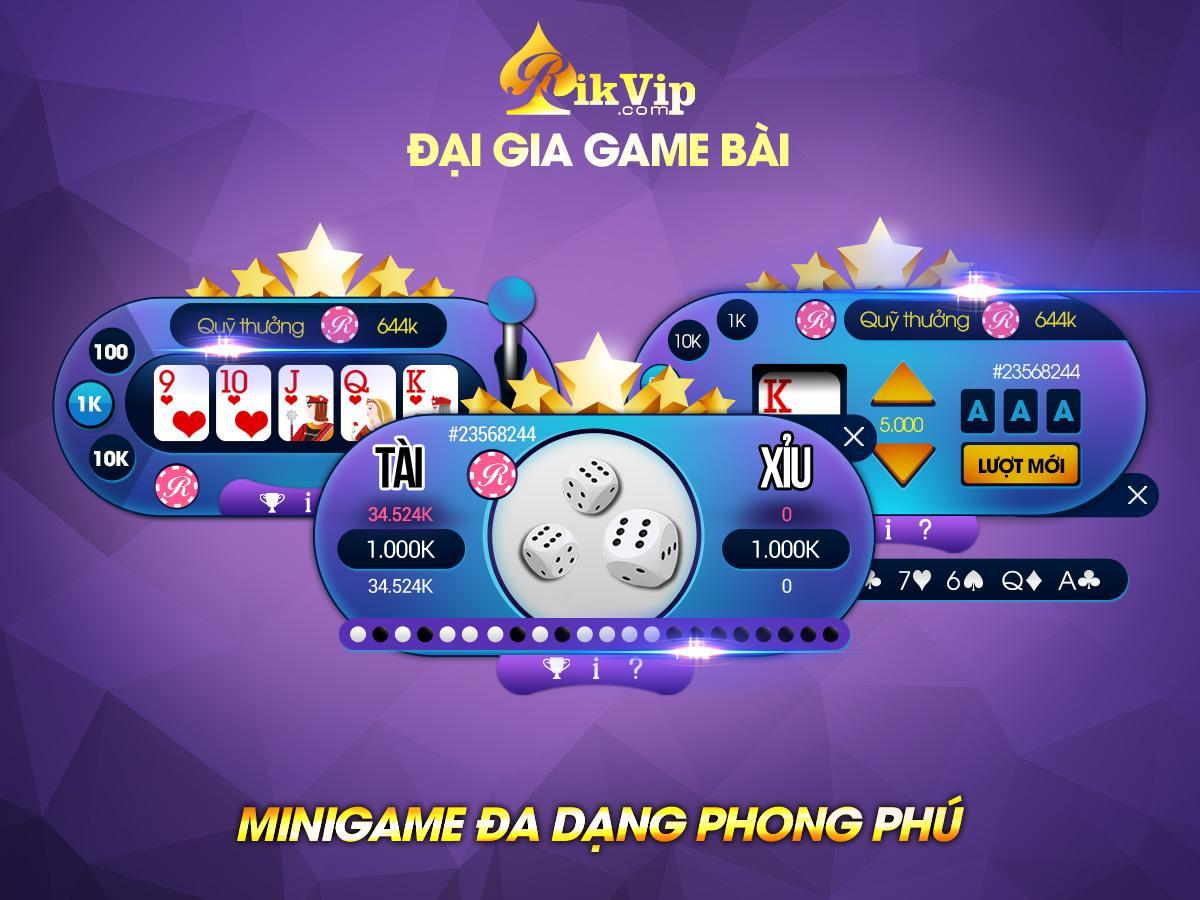 RikVip
.com
ĐẠI GIA GAME BÀI
Quỹ thưởng R 644k
100
1K
10K
9 10 J Q K
R
i
1K
10K
R
Quỹ thưởng R 644k
#23568244
K
5.000
A A A
LƯỢT MỚI
i ?
7♥ 6♠ Q♦ A♣
#23568244
TÀI
R
XỈU
34.524K
0
1.000K
1.000K
34.524K
0
i ?
MINIGAME ĐA DẠNG PHONG PHÚ